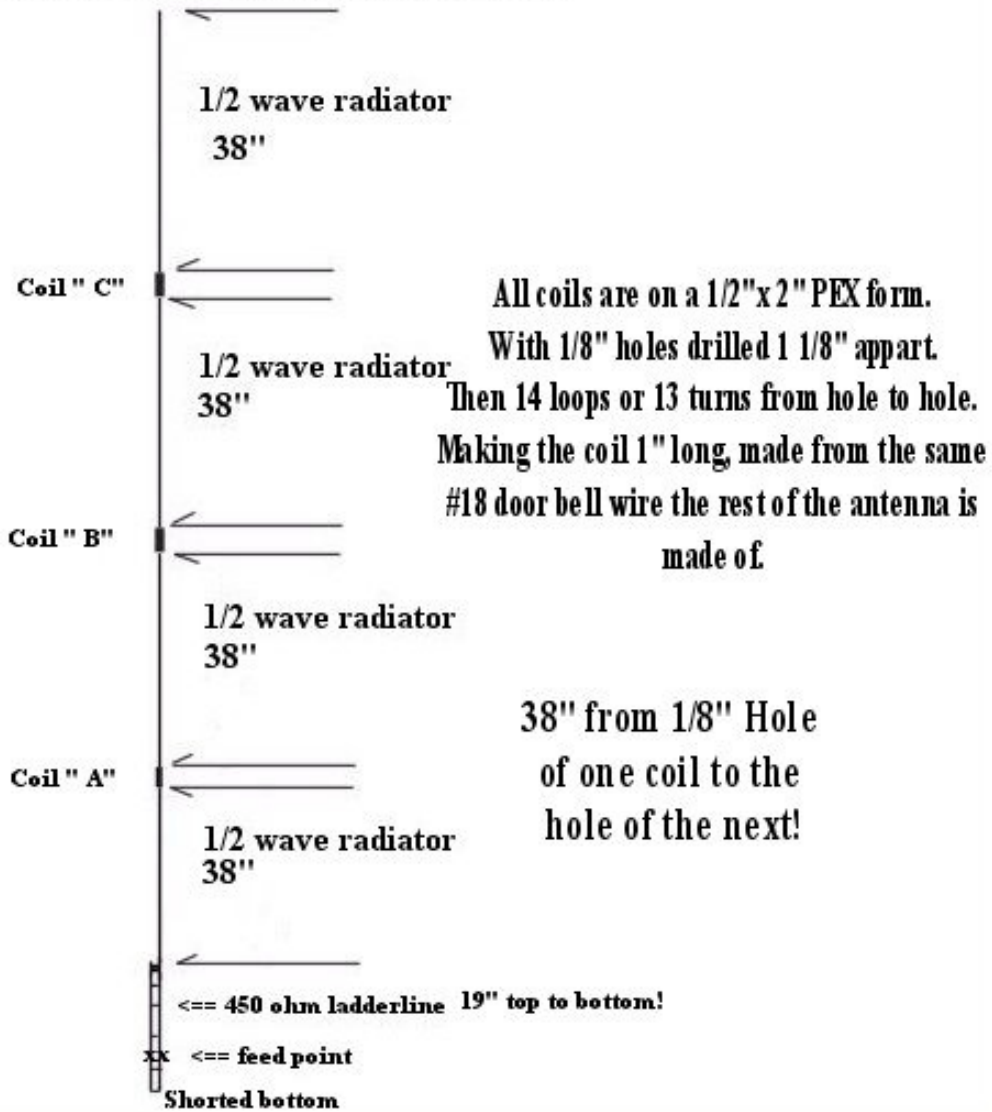 1/2 wave radiator
38"
Coil " C"
All coils are on a 1/2"x 2" PEX form.
With 1/8" holes drilled 1 1/8" appart.
Then 14 loops or 13 turns from hole to hole.
Making the coil 1" long, made from the same
#18 door bell wire the rest of the antenna is
made of.
1/2 wave radiator
38"
Coil " B"
1/2 wave radiator
38"
38" from 1/8" Hole
of one coil to the
hole of the next!
Coil " A"
1/2 wave radiator
38"
<== 450 ohm ladderline 19" top to bottom!
xx <== feed point
Shorted bottom